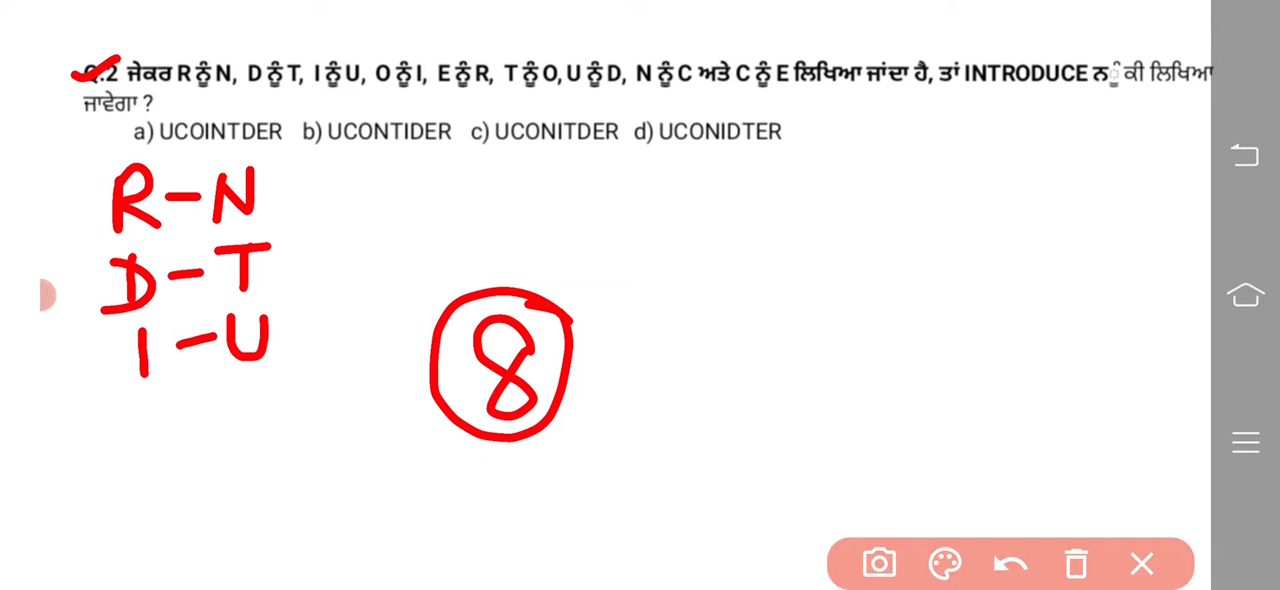 Q.2 ਜੇਕਰ R ਨੂੰ N, D ਨੂੰ T, I ਨੂੰ U, O ਨੂੰ I, E ਨੂੰ R, T ਨੂੰ O, U ਨੂੰ D, N ਨੂੰ C ਅਤੇ C ਨੂੰ E ਲਿਖਿਆ ਜਾਂਦਾ ਹੈ, ਤਾਂ INTRODUCE ਨੂੰ ਕੀ ਲਿਖਿਆ
ਜਾਵੇਗਾ ?
a) UCOINTDER b) UCONTIDER c) UCONITDER d) UCONIDTER
R - N
D - T
I - U
8